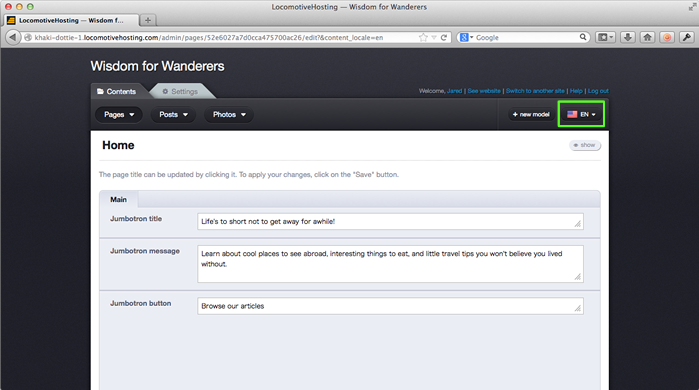 LocomotiveHosting — Wisdom for Wanderers
LocomotiveHosting — Wisdom f...
khaki-dottie-1.locomotivehosting.com/admin/pages/52e6027a7d0cca475700ac26/edit?&content_locale=en
Google
Wisdom for Wanderers
Contents
Settings
Welcome, Jared | See website | Switch to another site | Help | Log out
Pages
Posts
Photos
+ new model
EN
Home
show
The page title can be updated by clicking it. To apply your changes, click on the "Save" button.
Main
Jumbotron title
Life's to short not to get away for awhile!
Jumbotron message
Learn about cool places to see abroad, interesting things to eat, and little travel tips you won't believe you lived
without.
Jumbotron button
Browse our articles